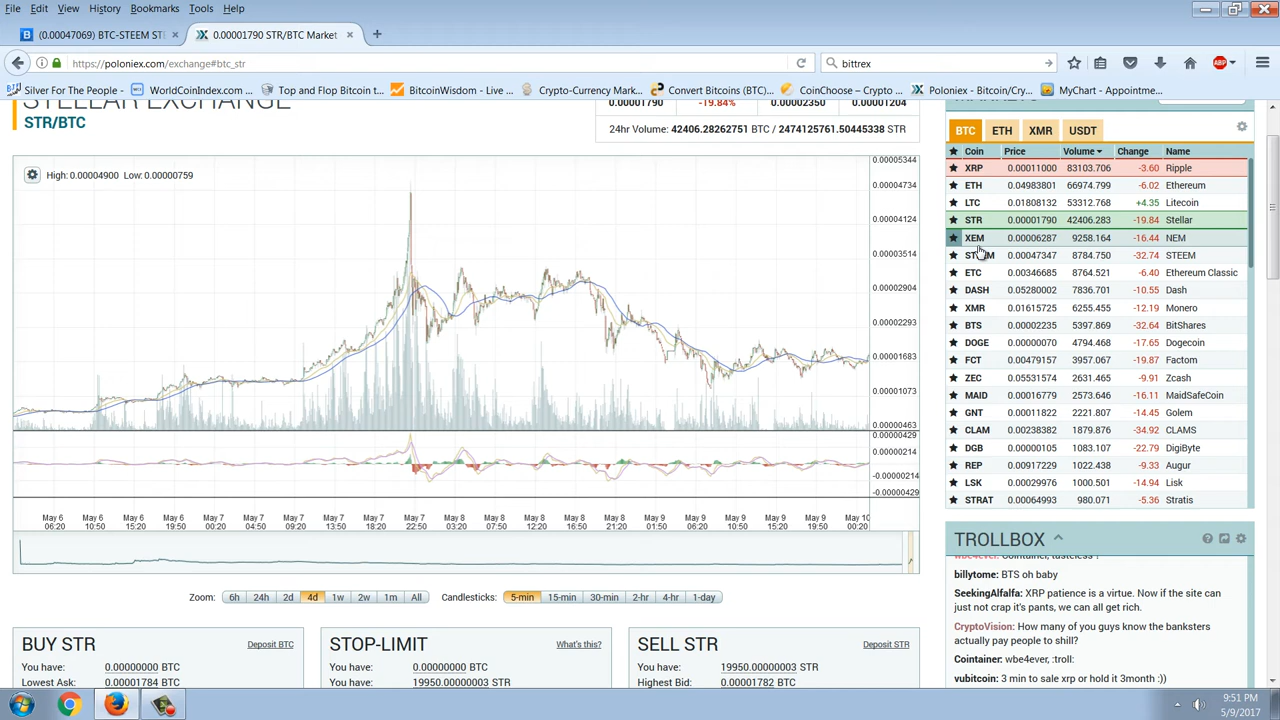 File Edit View History Bookmarks Tools Help
(0.00047069) BTC-STEEM STE × 0.00001790 STR/BTC Market × +
https://poloniex.com/exchange#btc_str bittrex
Silver For The People - WorldCoinIndex.com ... Top and Flop Bitcoin t... BitcoinWisdom - Live ... Crypto-Currency Mark... Convert Bitcoins (BTC)... CoinChoose – Crypto ... Poloniex - Bitcoin/Cry... MyChart - Appointme...
STELLAR EXCHANGE
STR/BTC
0.00001790 -19.84% 0.00002350 0.00001204
24hr Volume: 42406.28262751 BTC / 2474125761.50445338 STR
High: 0.00004900 Low: 0.00000759
0.00005344
0.00004734
0.00004124
0.00003514
0.00002904
0.00002293
0.00001683
0.00001073
0.00000463
0.00000429
0.00000214
0.00000000
-0.00000214
-0.00000429
May 6 May 6 May 6 May 6 May 7 May 7 May 7 May 7 May 7 May 7 May 8 May 8 May 8 May 8 May 8 May 9 May 9 May 9 May 9 May 9 May 10
06:20 10:50 15:20 19:50 00:20 04:50 09:20 13:50 18:20 22:50 03:20 07:50 12:20 16:50 21:20 01:50 06:20 10:50 15:20 19:50 00:20
Zoom: 6h 24h 2d 4d 1w 2w 1m All Candlesticks: 5-min 15-min 30-min 2-hr 4-hr 1-day
BUY STR Deposit BTC
You have: 0.00000000 BTC
Lowest Ask: 0.00001784 BTC
STOP-LIMIT What's this?
You have: 0.00000000 BTC
You have: 19950.00000003 STR
SELL STR Deposit STR
You have: 19950.00000003 STR
Highest Bid: 0.00001782 BTC
BTC ETH XMR USDT
Coin Price Volume Change Name
XRP 0.00011000 83103.706 -3.60 Ripple
ETH 0.04983801 66974.799 -6.02 Ethereum
LTC 0.01808132 53312.768 +4.35 Litecoin
STR 0.00001790 42406.283 -19.84 Stellar
XEM 0.00006287 9258.164 -16.44 NEM
STEEM 0.00047347 8784.750 -32.74 STEEM
ETC 0.00346685 8764.521 -6.40 Ethereum Classic
DASH 0.05280002 7836.701 -10.55 Dash
XMR 0.01615725 6255.455 -12.19 Monero
BTS 0.00002235 5397.869 -32.64 BitShares
DOGE 0.00000070 4794.468 -17.65 Dogecoin
FCT 0.00479157 3957.067 -19.87 Factom
ZEC 0.05531574 2631.465 -9.91 Zcash
MAID 0.00016779 2573.646 -16.11 MaidSafeCoin
GNT 0.00011822 2221.807 -14.45 Golem
CLAM 0.00238382 1879.876 -34.92 CLAMS
DGB 0.00000105 1083.107 -22.79 DigiByte
REP 0.00917229 1022.438 -9.33 Augur
LSK 0.00029976 1000.501 -14.94 Lisk
STRAT 0.00064993 980.071 -5.36 Stratis
TROLLBOX
billytome: BTS oh baby
SeekingAlfalfa: XRP patience is a virtue. Now if the site can
just not crap it's pants, we can all get rich.
CryptoVision: How many of you guys know the banksters
actually pay people to shill?
Cointainer: wbe4ever, :troll:
vubitcoin: 3 min to sale xrp or hold it 3month :))
9:51 PM
5/9/2017